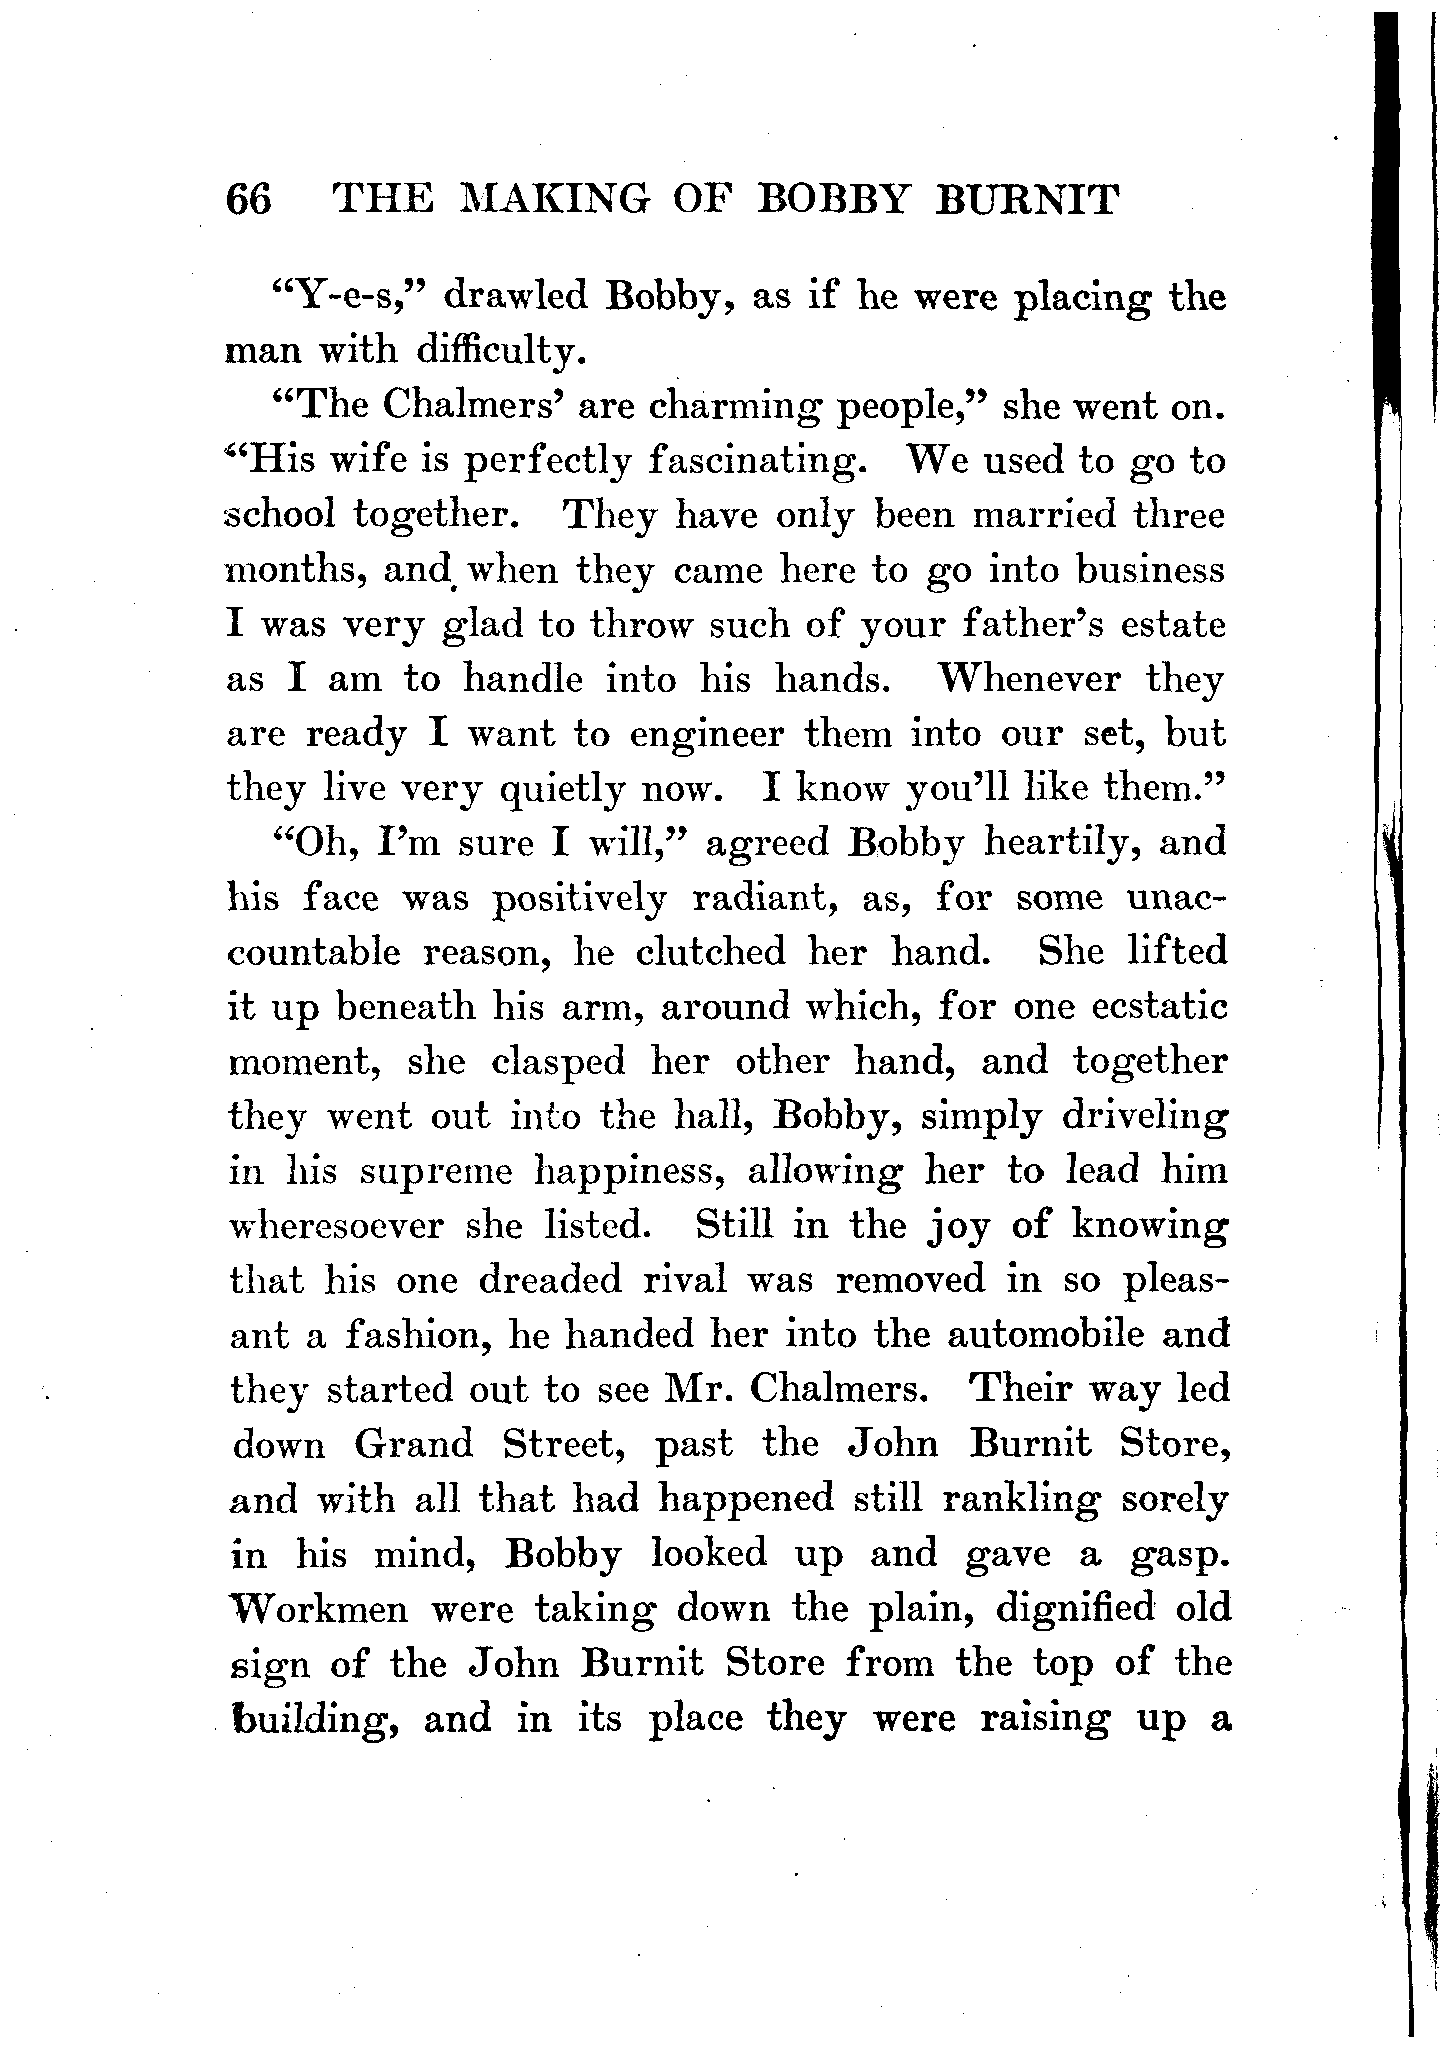 66 THE MAKING OF BOBBY BURNIT
“Y-e-s,” drawled Bobby, as if he were placing the
man with difficulty.
“The Chalmers’ are charming people,” she went on.
“His wife is perfectly fascinating. We used to go to
school together. They have only been married three
months, and when they came here to go into business
I was very glad to throw such of your father’s estate
as I am to handle into his hands. Whenever they
are ready I want to engineer them into our set, but
they live very quietly now. I know you’ll like them.”
“Oh, I’m sure I will,” agreed Bobby heartily, and
his face was positively radiant, as, for some unac-
countable reason, he clutched her hand. She lifted
it up beneath his arm, around which, for one ecstatic
moment, she clasped her other hand, and together
they went out into the hall, Bobby, simply driveling
in his supreme happiness, allowing her to lead him
wheresoever she listed. Still in the joy of knowing
that his one dreaded rival was removed in so pleas-
ant a fashion, he handed her into the automobile and
they started out to see Mr. Chalmers. Their way led
down Grand Street, past the John Burnit Store,
and with all that had happened still rankling sorely
in his mind, Bobby looked up and gave a gasp.
Workmen were taking down the plain, dignified old
sign of the John Burnit Store from the top of the
building, and in its place they were raising up a